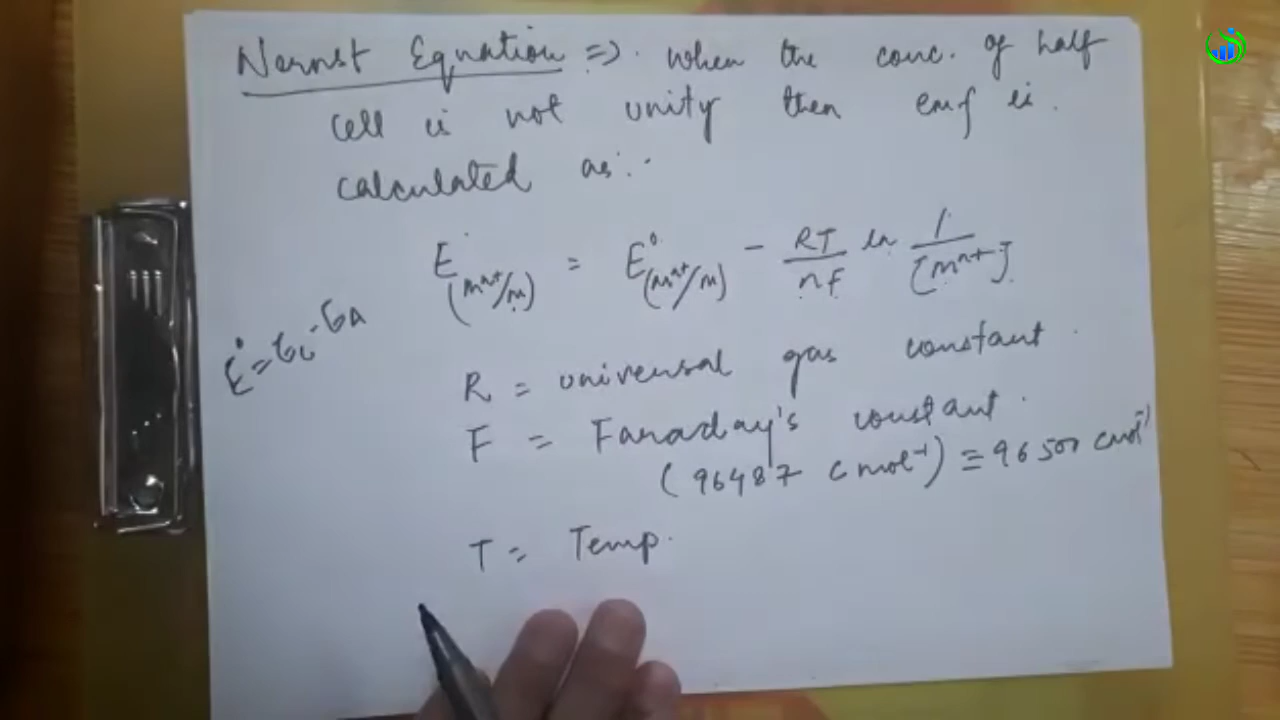 Nernst Equation => when the conc. of half
cell is not unity then emf is
calculated as:-
E(Mⁿ⁺/M) = E°(Mⁿ⁺/M) - RT/nF ln 1/[Mⁿ⁺]
E° = Ec - Ea
R = universal gas constant.
F = Faraday's constant.
(96487 C mol⁻¹) ≈ 96500 C mol⁻¹
T = Temp.